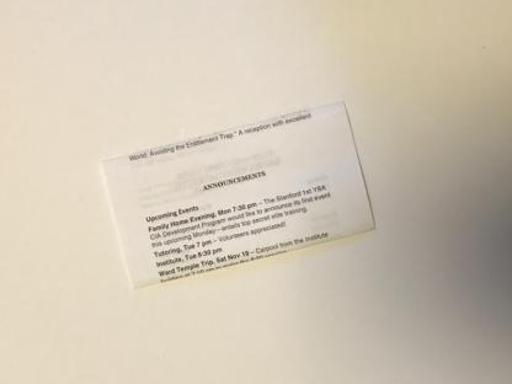 World: Avoiding the Entitlement Trap." A reception with excellent
ANNOUNCEMENTS
Upcoming Events
Family Home Evening, Mon 7:30 pm – The Stanford 1st YSA
CIA Development Program would like to announce its first event
this upcoming Monday—entails top secret elite training.
Tutoring, Tue 7 pm – Volunteers appreciated!
Institute, Tue 8:30 pm
Ward Temple Trip, Sat Nov 19 – Carpool from the Institute